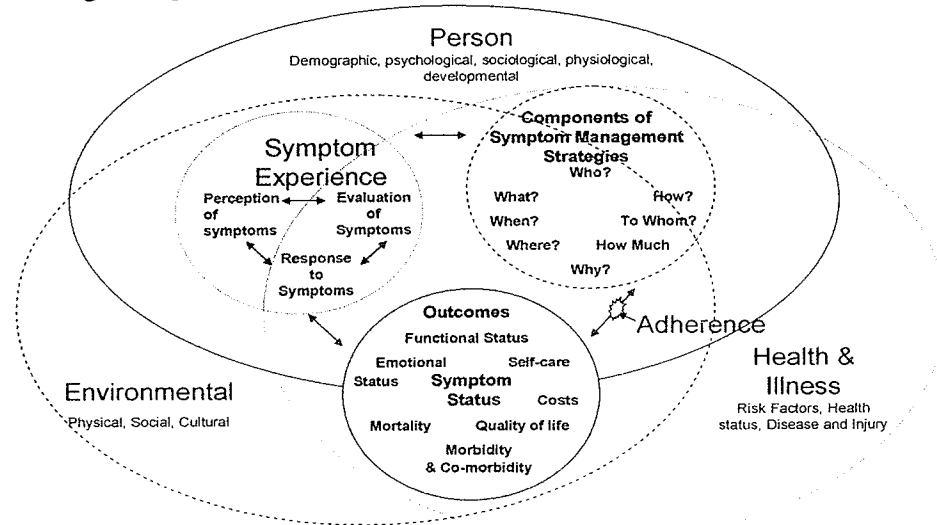 Person
Demographic, psychological, sociological, physiological,
developmental
Components of
Symptom Management
Strategies
Who?
What?
How?
When?
To Whom?
Where?
How Much
Why?
Symptom
Experience
Perception
of
symptoms
Evaluation
of
Symptoms
Response
to
Symptoms
Adherence
Outcomes
Functional Status
Emotional
Status
Self-care
Symptom
Status
Costs
Mortality
Quality of life
Morbidity
& Co-morbidity
Environmental
Physical, Social, Cultural
Health &
Illness
Risk Factors, Health
status, Disease and Injury